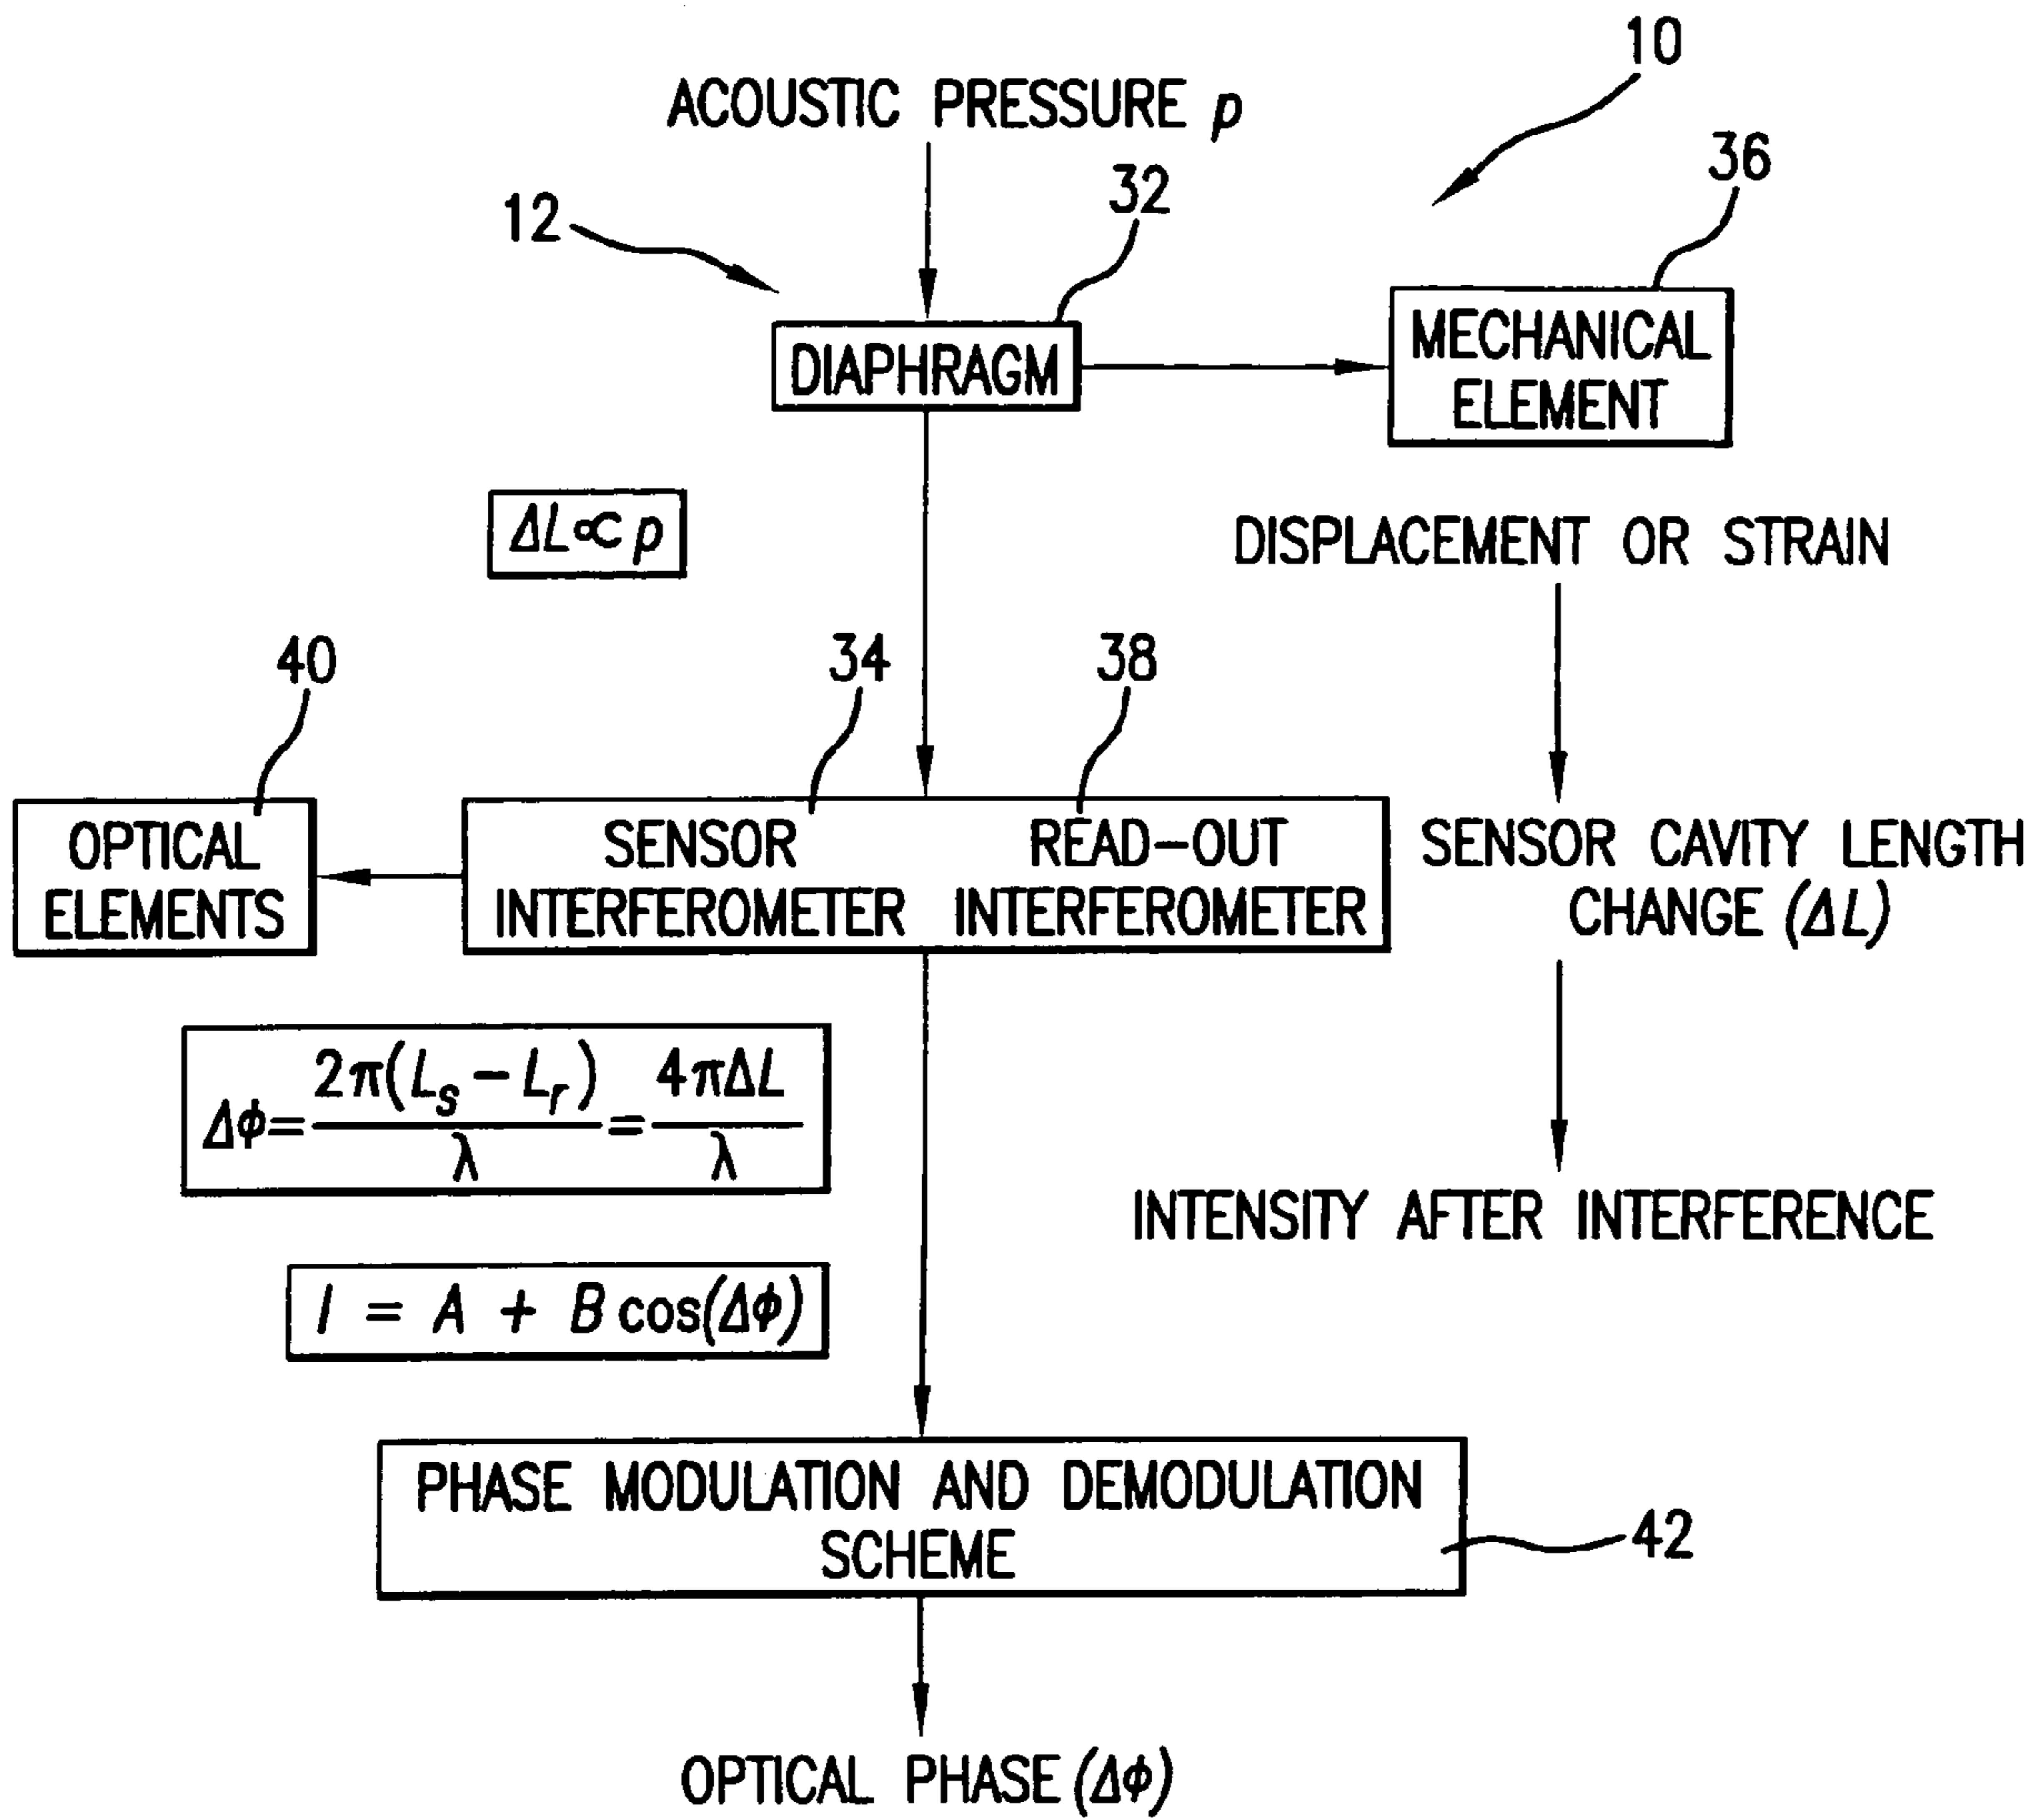 10
ACOUSTIC PRESSURE p
36
32
12
DIAPHRAGM
MECHANICAL
ELEMENT
ΔL∝p
DISPLACEMENT OR STRAIN
40
34
38
OPTICAL
ELEMENTS
SENSOR
INTERFEROMETER
READ-OUT
INTERFEROMETER
SENSOR CAVITY LENGTH
CHANGE (ΔL)
Δϕ=2π(Ls-Lr)/λ=4πΔL/λ
INTENSITY AFTER INTERFERENCE
I = A + B cos(Δϕ)
PHASE MODULATION AND DEMODULATION
SCHEME
42
OPTICAL PHASE (Δϕ)